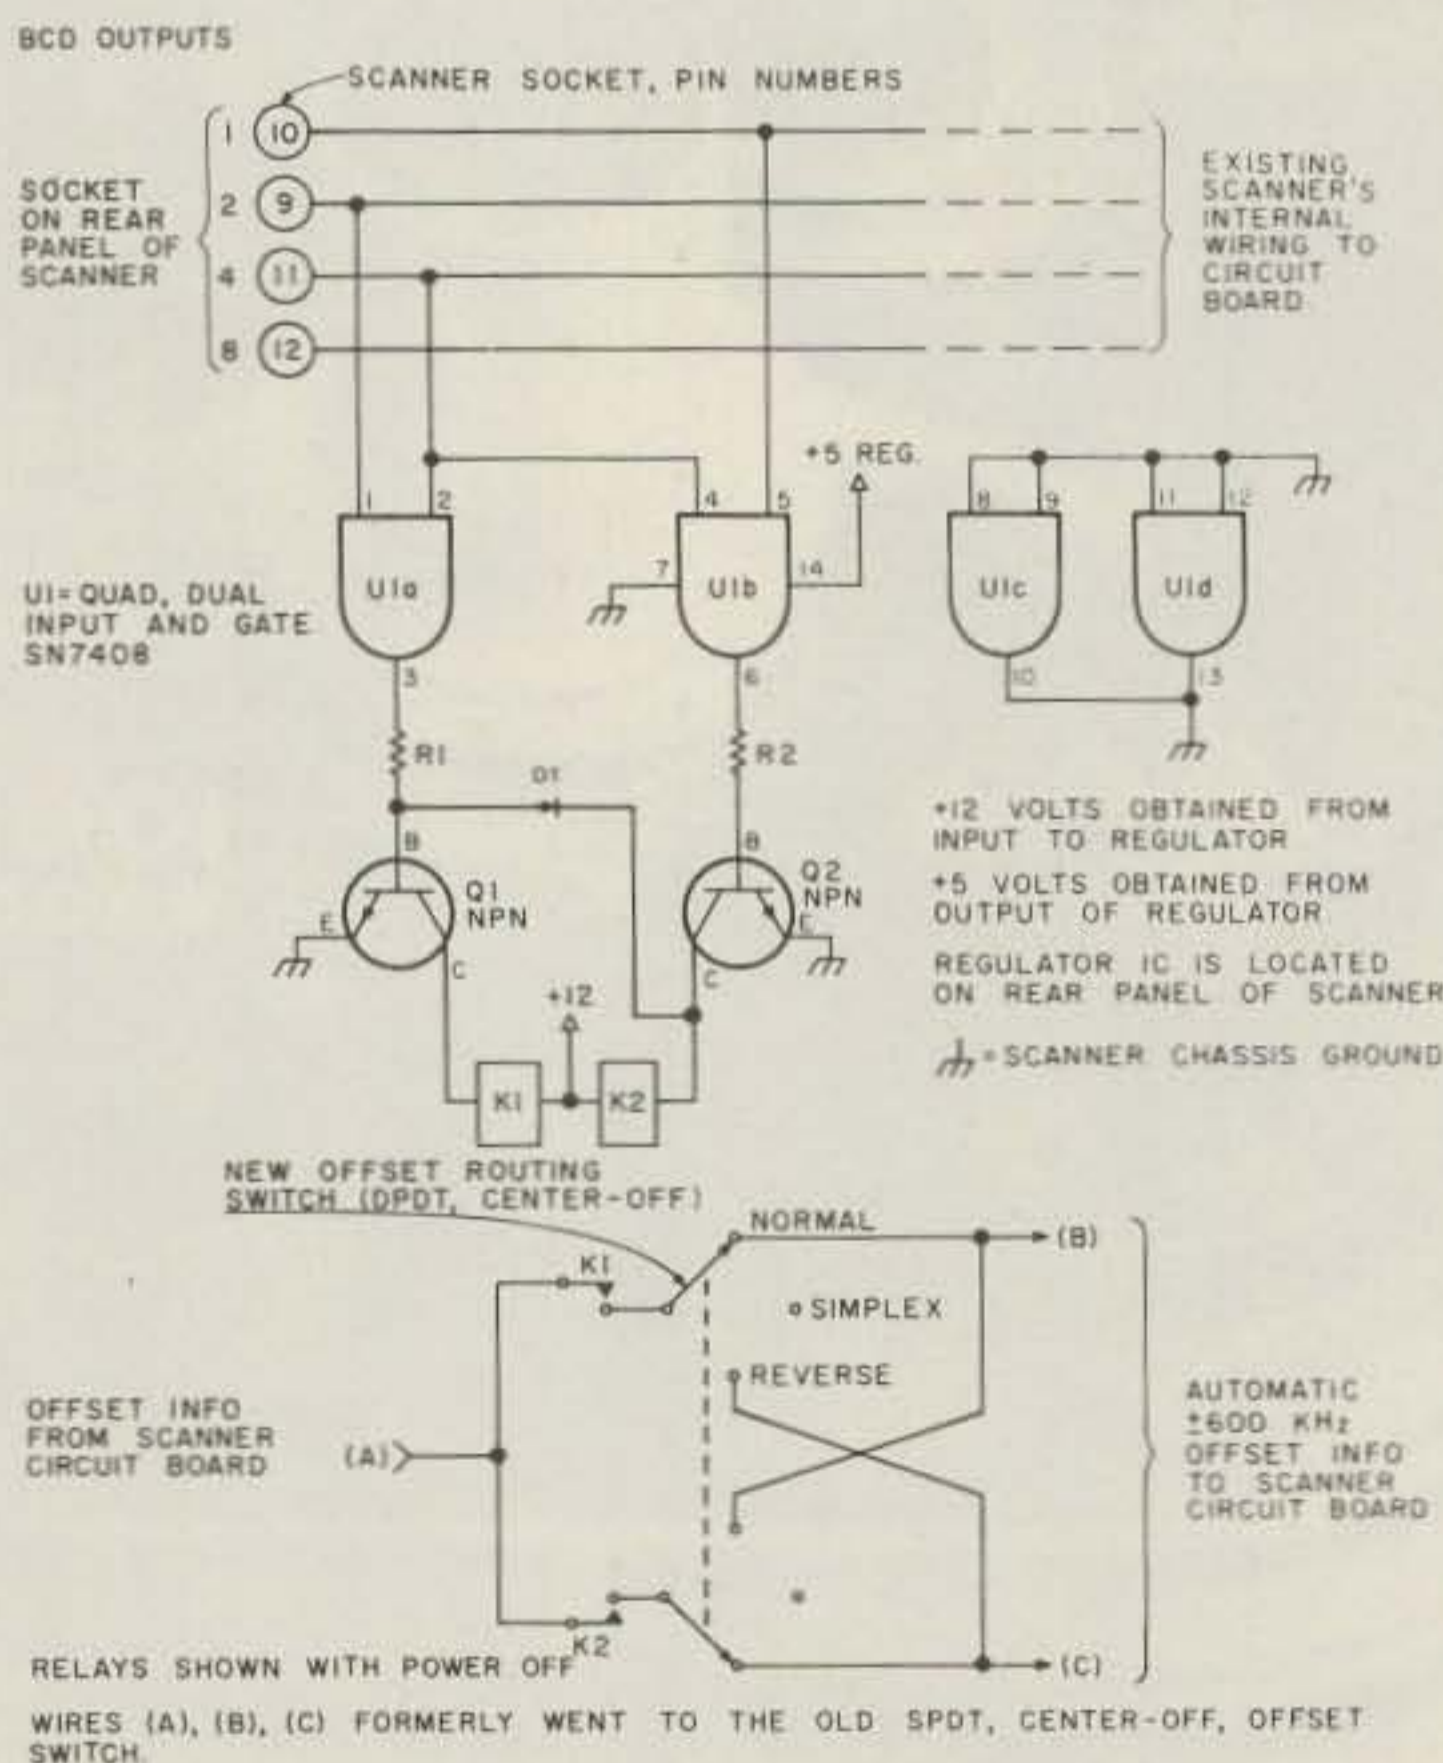 BCD OUTPUTS
SCANNER SOCKET, PIN NUMBERS
1 10
2 9
4 11
8 12
SOCKET
ON REAR
PANEL OF
SCANNER
EXISTING
SCANNER'S
INTERNAL
WIRING TO
CIRCUIT
BOARD
+5 REG.
1 2 4 5 8 9 11 12
U1a 7 U1b 14 U1c U1d
3 6 10 13
U1= QUAD, DUAL
INPUT AND GATE
SN7408
R1 R2
D1
B B
Q1
NPN
Q2
NPN
E E
C C
+12
K1 K2
+12 VOLTS OBTAINED FROM
INPUT TO REGULATOR
+5 VOLTS OBTAINED FROM
OUTPUT OF REGULATOR
REGULATOR IC IS LOCATED
ON REAR PANEL OF SCANNER
= SCANNER CHASSIS GROUND
NEW OFFSET ROUTING
SWITCH (DPDT, CENTER-OFF)
NORMAL
(B)
K1
SIMPLEX
REVERSE
OFFSET INFO
FROM SCANNER
CIRCUIT BOARD
(A)
AUTOMATIC
±600 KHz
OFFSET INFO
TO SCANNER
CIRCUIT BOARD
K2
(C)
RELAYS SHOWN WITH POWER OFF
WIRES (A), (B), (C) FORMERLY WENT TO THE OLD SPDT, CENTER-OFF, OFFSET
SWITCH.